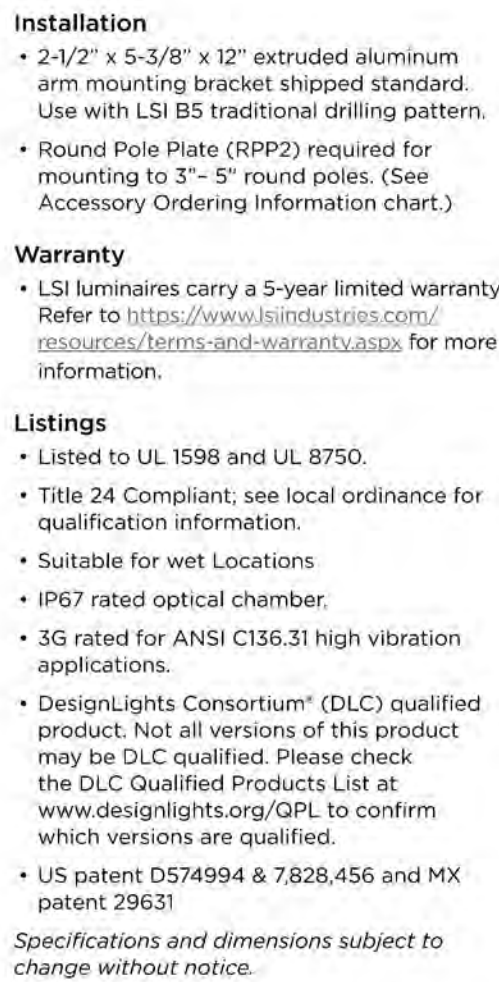 Installation
• 2-1/2" x 5-3/8" x 12" extruded aluminum
arm mounting bracket shipped standard.
Use with LSI B5 traditional drilling pattern.
• Round Pole Plate (RPP2) required for
mounting to 3"– 5" round poles. (See
Accessory Ordering Information chart.)
Warranty
• LSI luminaires carry a 5-year limited warranty
Refer to https://www.lsiindustries.com/
resources/terms-and-warranty.aspx for more
information.
Listings
• Listed to UL 1598 and UL 8750.
• Title 24 Compliant; see local ordinance for
qualification information.
• Suitable for wet Locations
• IP67 rated optical chamber.
• 3G rated for ANSI C136.31 high vibration
applications.
• DesignLights Consortium® (DLC) qualified
product. Not all versions of this product
may be DLC qualified. Please check
the DLC Qualified Products List at
www.designlights.org/QPL to confirm
which versions are qualified.
• US patent D574994 & 7,828,456 and MX
patent 29631
Specifications and dimensions subject to
change without notice.